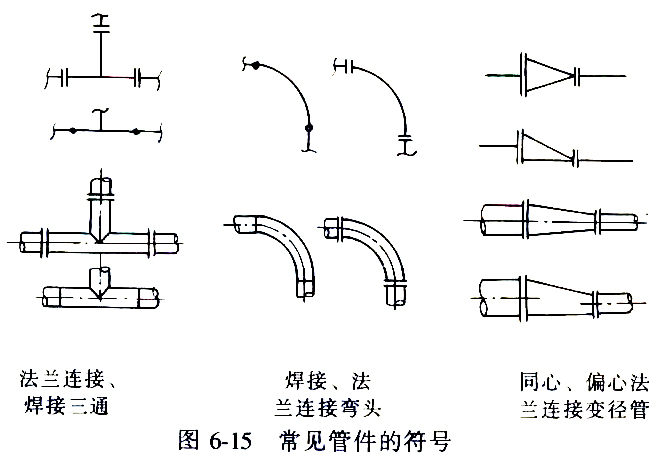 法兰连接、
焊接三通
焊接、法
兰连接弯头
同心、偏心法
兰连接变径管
图 6-15 常见管件的符号